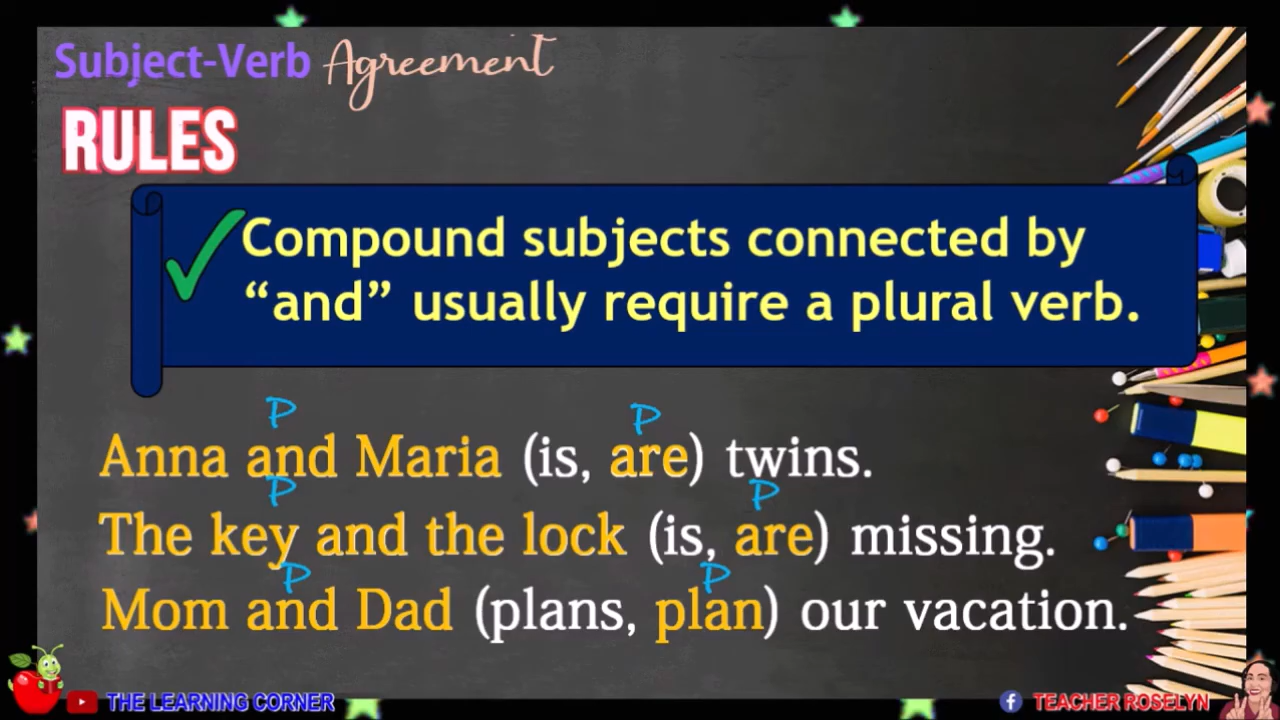 Subject-Verb Agreement
RULES
Compound subjects connected by
“and” usually require a plural verb.
P P
Anna and Maria (is, are) twins.
P P
The key and the lock (is, are) missing.
P P
Mom and Dad (plans, plan) our vacation.
THE LEARNING CORNER TEACHER ROSELYN